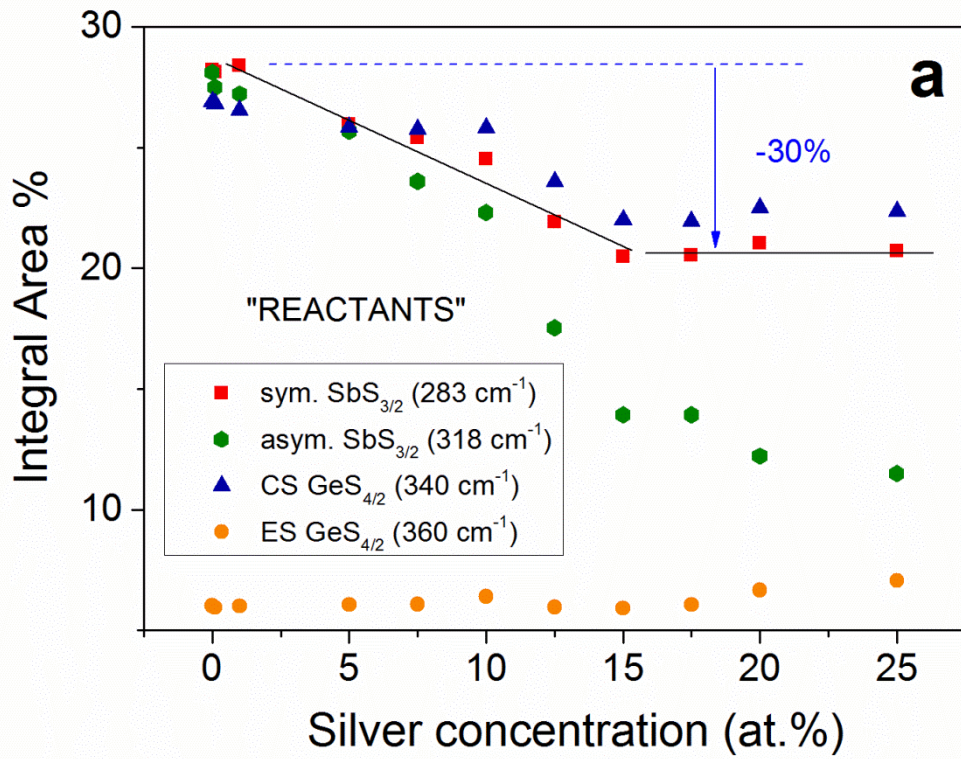 a
30
20
10
Integral Area %
-30%
"REACTANTS"
sym. SbS3/2 (283 cm-1)
asym. SbS3/2 (318 cm-1)
CS GeS4/2 (340 cm-1)
ES GeS4/2 (360 cm-1)
0 5 10 15 20 25
Silver concentration (at.%)